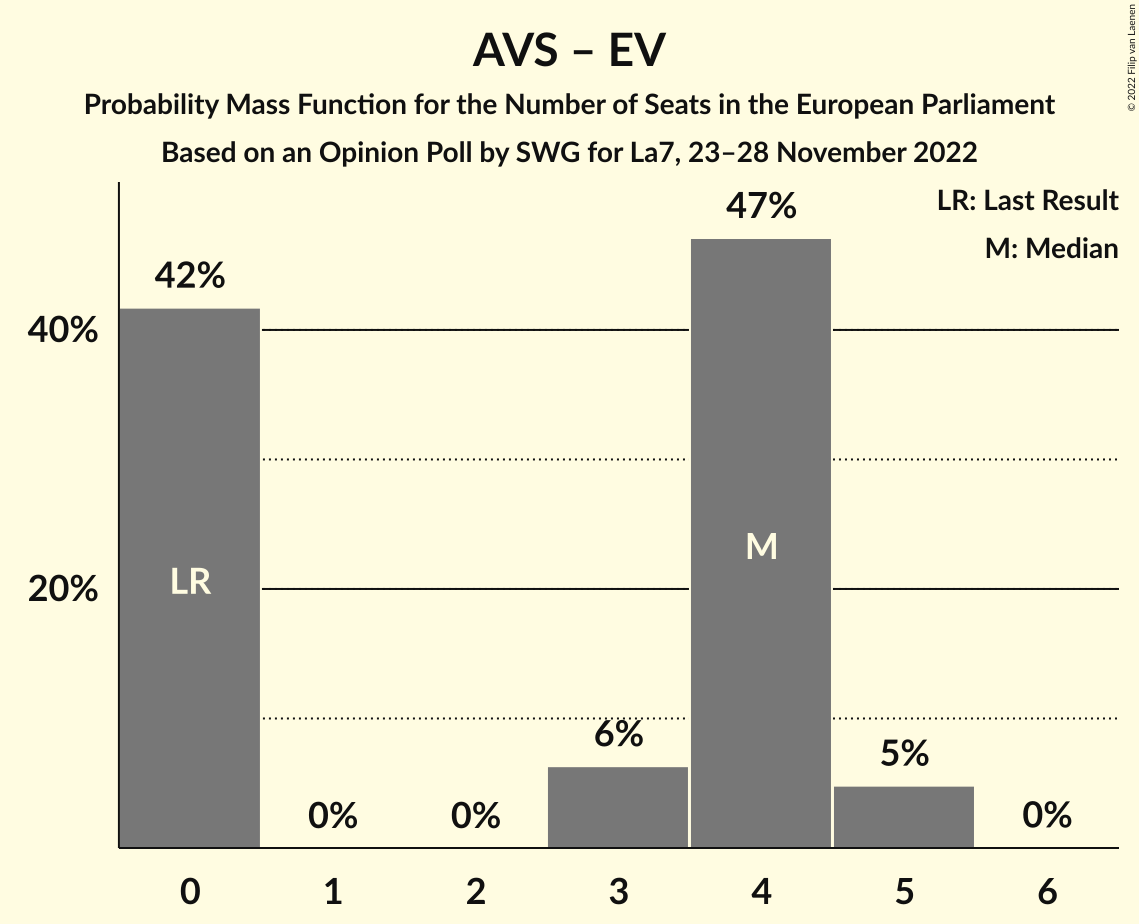 AVS – EV
Probability Mass Function for the Number of Seats in the European Parliament
Based on an Opinion Poll by SWG for La7, 23–28 November 2022
© 2022 Filip van Laenen
LR: Last Result
M: Median
47%
42%
40%
M
LR
20%
6%
5%
0%
0%
0%
0
1
2
3
4
5
6